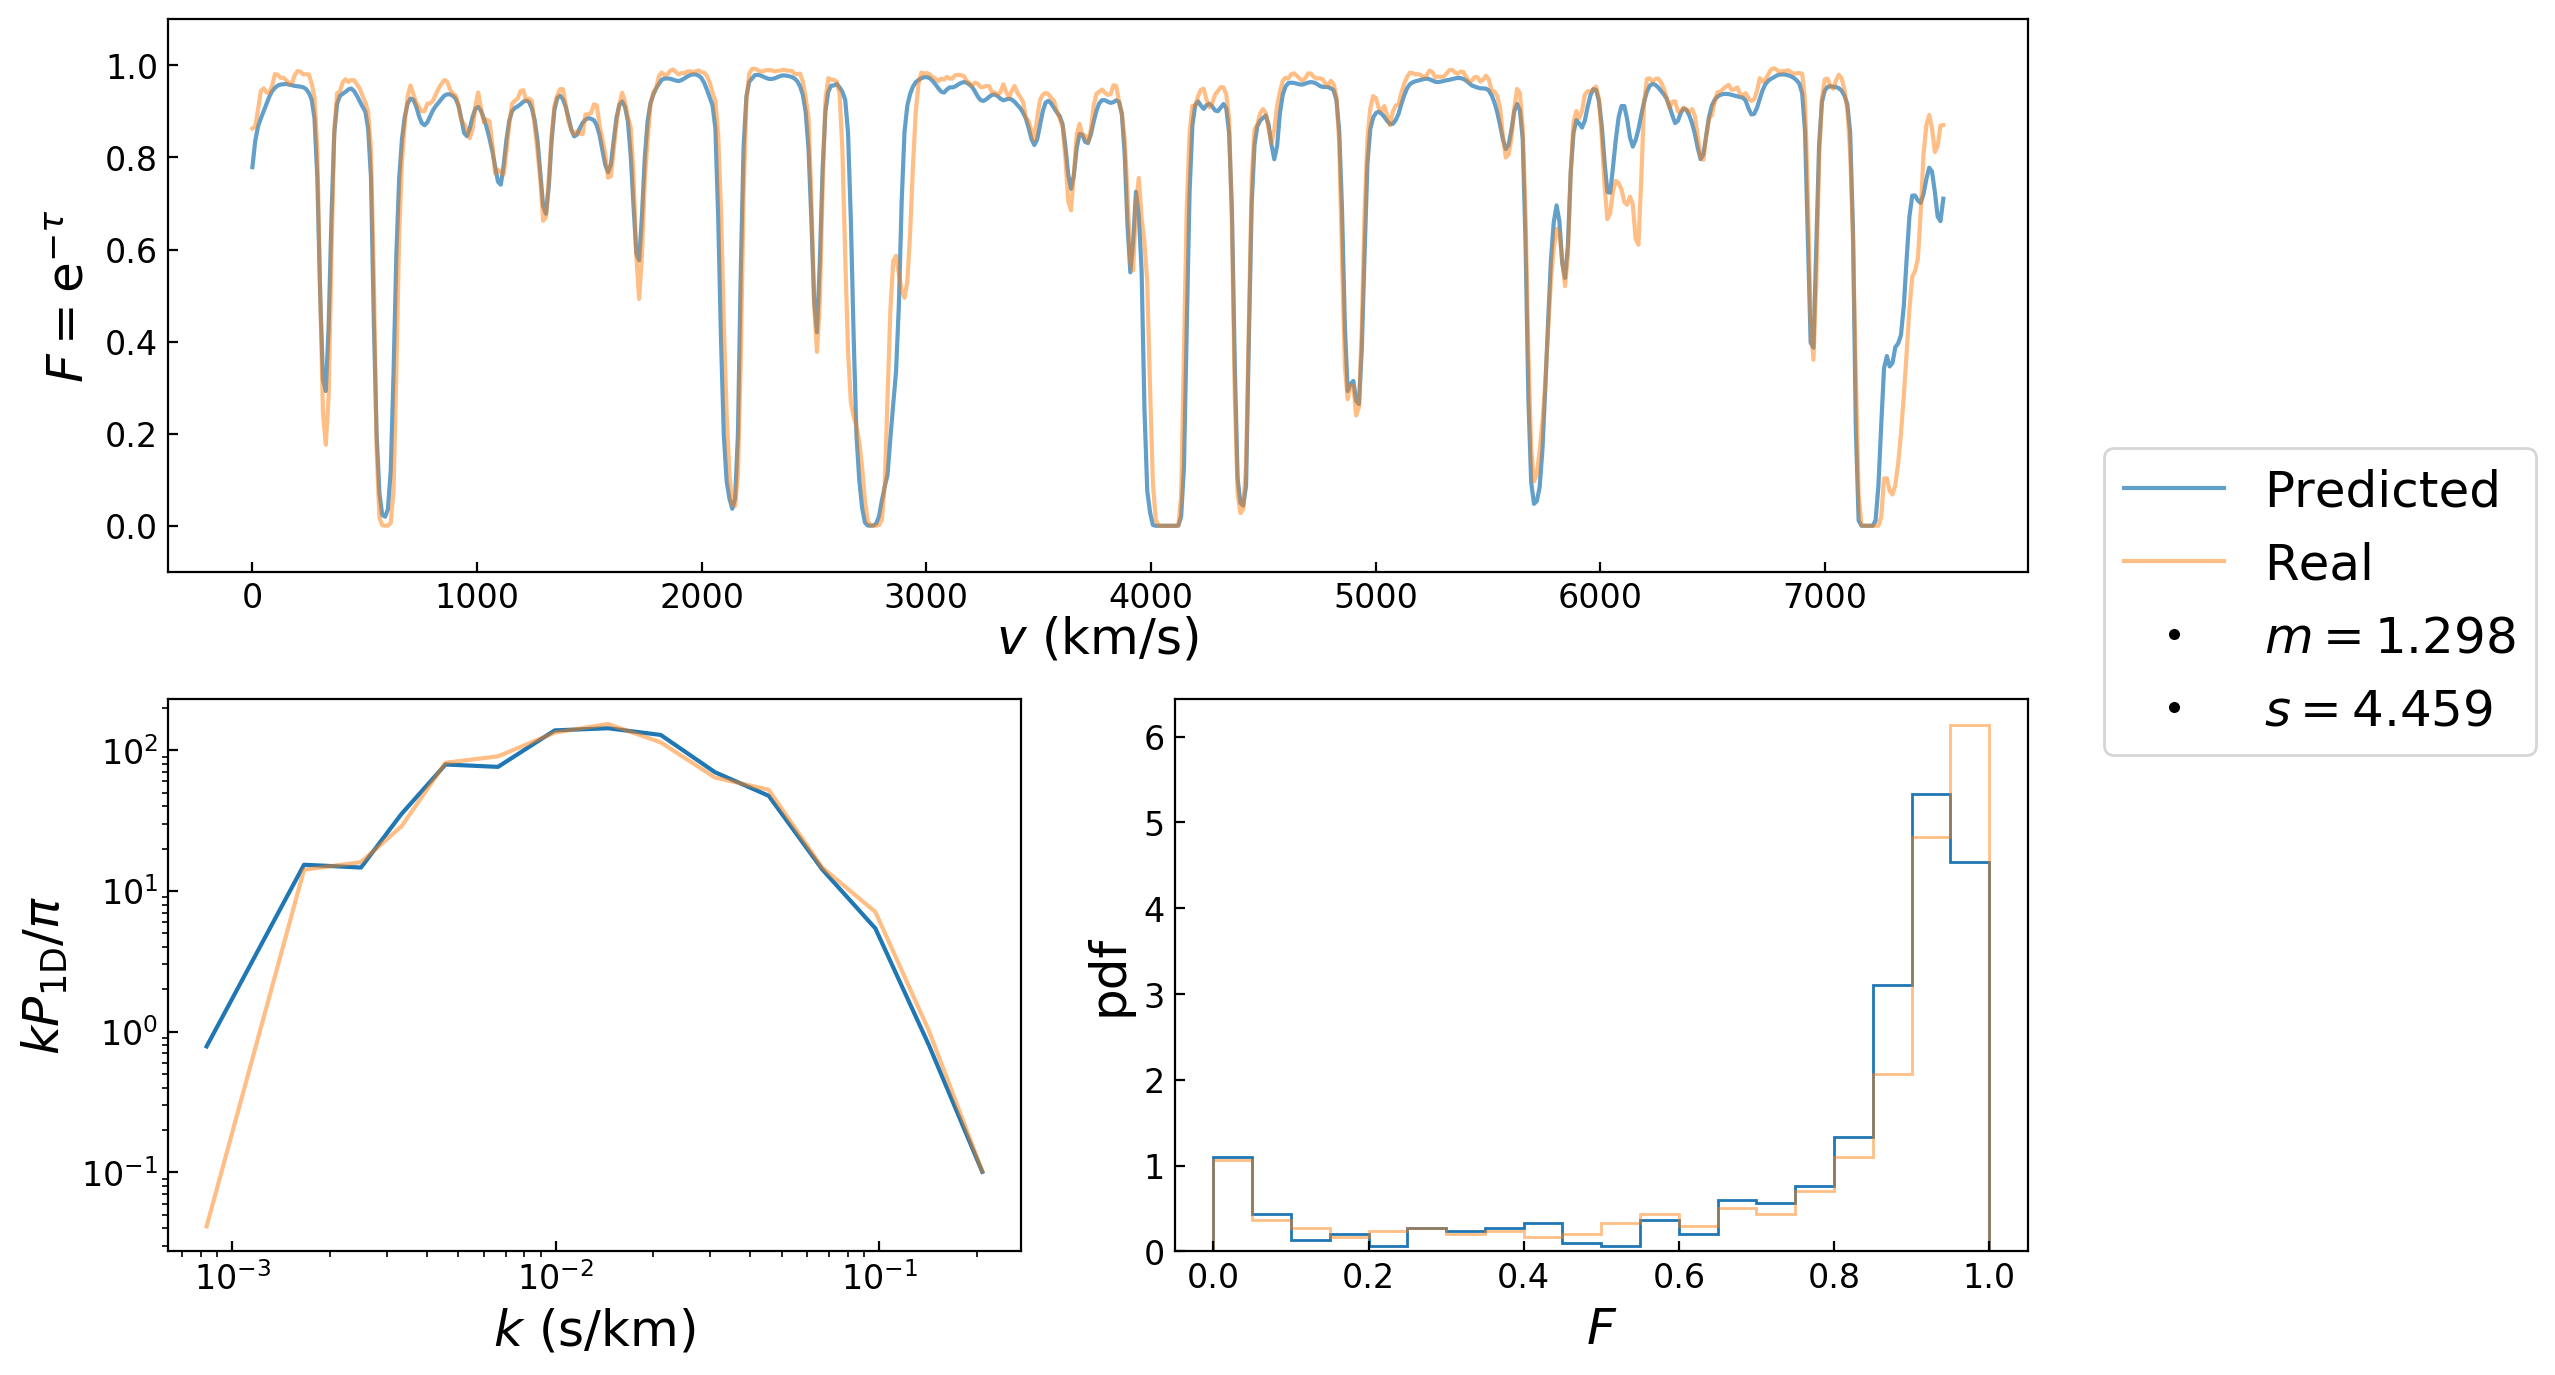 1.0
0.8
0.6
0.4
0.2
0.0
F = e^{−τ}
0 1000 2000 3000 4000 5000 6000 7000
v (km/s)
Predicted
Real
m = 1.298
s = 4.459
10^2
10^1
10^0
10^{−1}
kP_{1D}/π
10^{−3} 10^{−2} 10^{−1}
k (s/km)
6
5
4
3
2
1
0
pdf
0.0 0.2 0.4 0.6 0.8 1.0
F